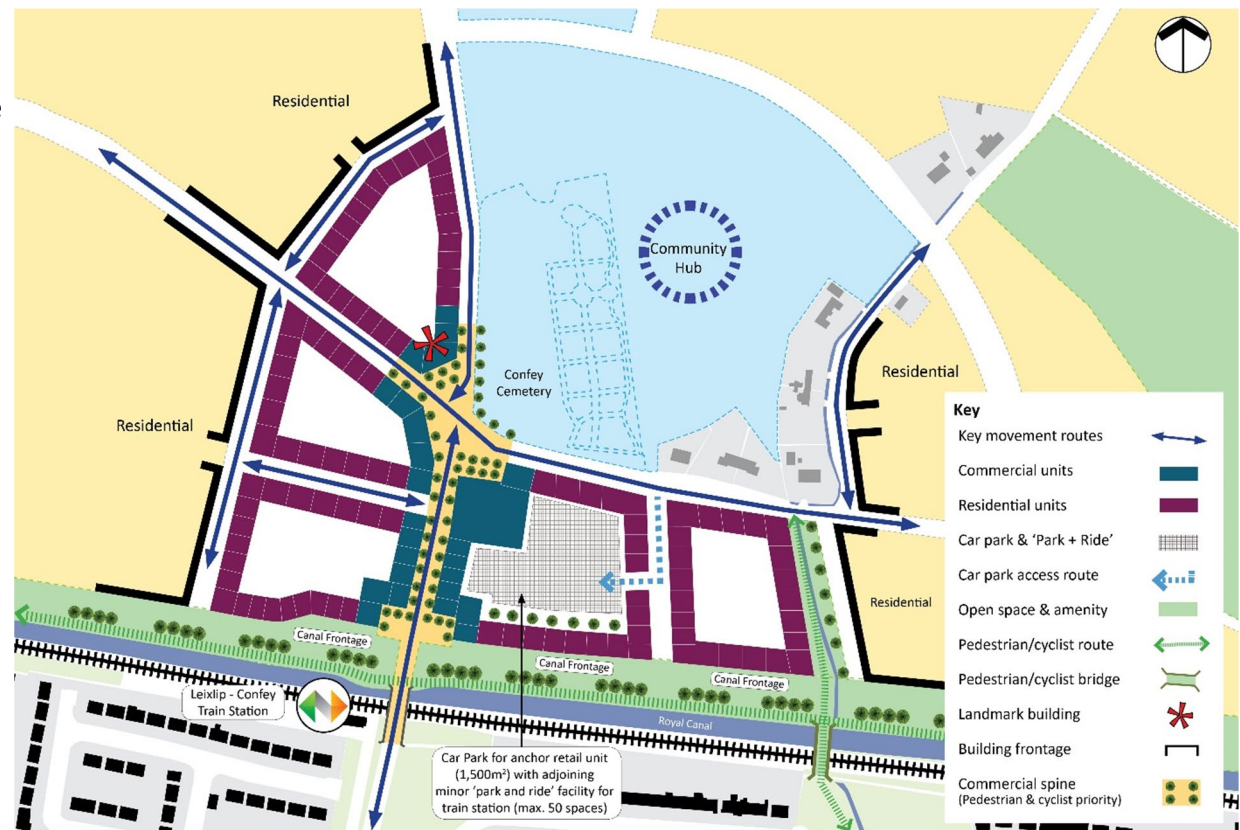 Residential
Community
Hub
Confey
Cemetery
Residential
Residential
Residential
Canal Frontage
Canal Frontage
Canal Frontage
Leixlip - Confey
Train Station
Royal Canal
Car Park for anchor retail unit
(1,500m²) with adjoining
minor ‘park and ride’ facility for
train station (max. 50 spaces)
Key
Key movement routes
Commercial units
Residential units
Car park & ‘Park + Ride’
Car park access route
Open space & amenity
Pedestrian/cyclist route
Pedestrian/cyclist bridge
Landmark building
Building frontage
Commercial spine
(Pedestrian & cyclist priority)